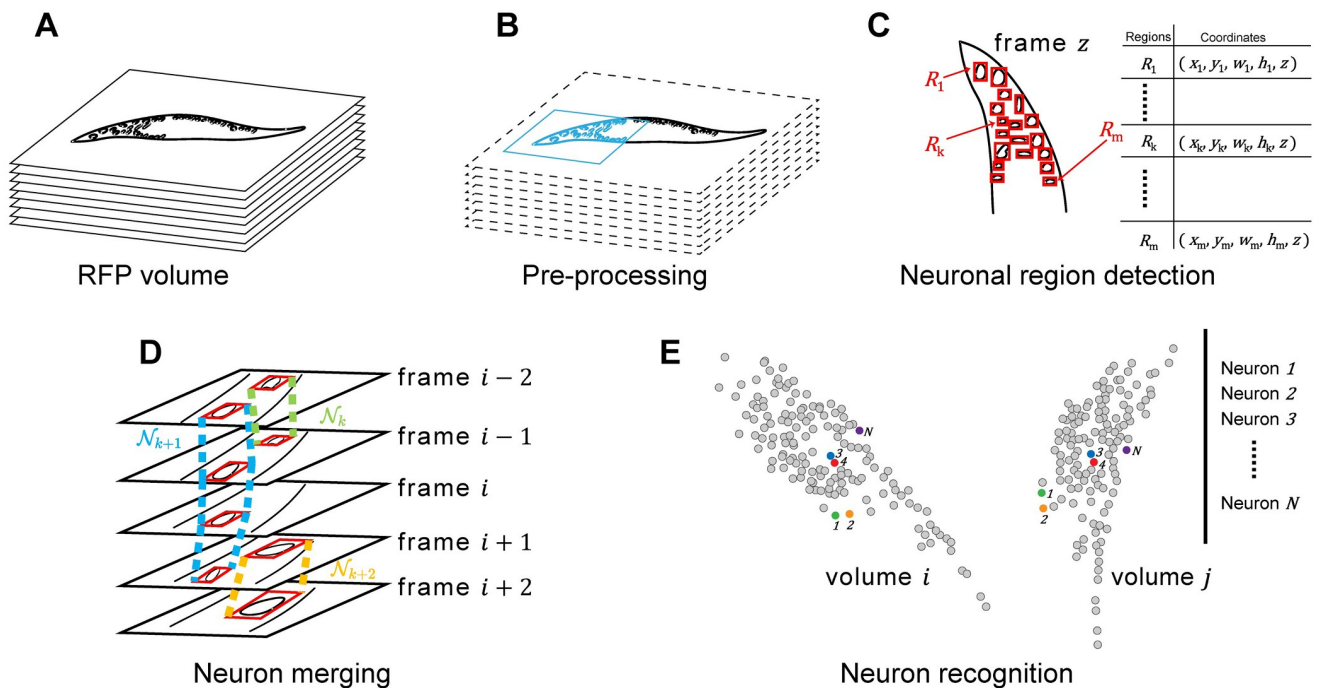 A
RFP volume
B
Pre-processing
C
frame z
R₁
Rₖ
Rₘ
Regions Coordinates
R₁ ( x₁, y₁, w₁, h₁, z )
Rₖ ( xₖ, yₖ, wₖ, hₖ, z )
Rₘ ( xₘ, yₘ, wₘ, hₘ, z )
Neuronal region detection
D
frame i − 2
𝒩ₖ
𝒩ₖ₊₁
frame i − 1
frame i
frame i + 1
𝒩ₖ₊₂
frame i + 2
Neuron merging
E
N
3
4
1
2
volume i
N
3
4
1
2
volume j
Neuron 1
Neuron 2
Neuron 3
Neuron N
Neuron recognition